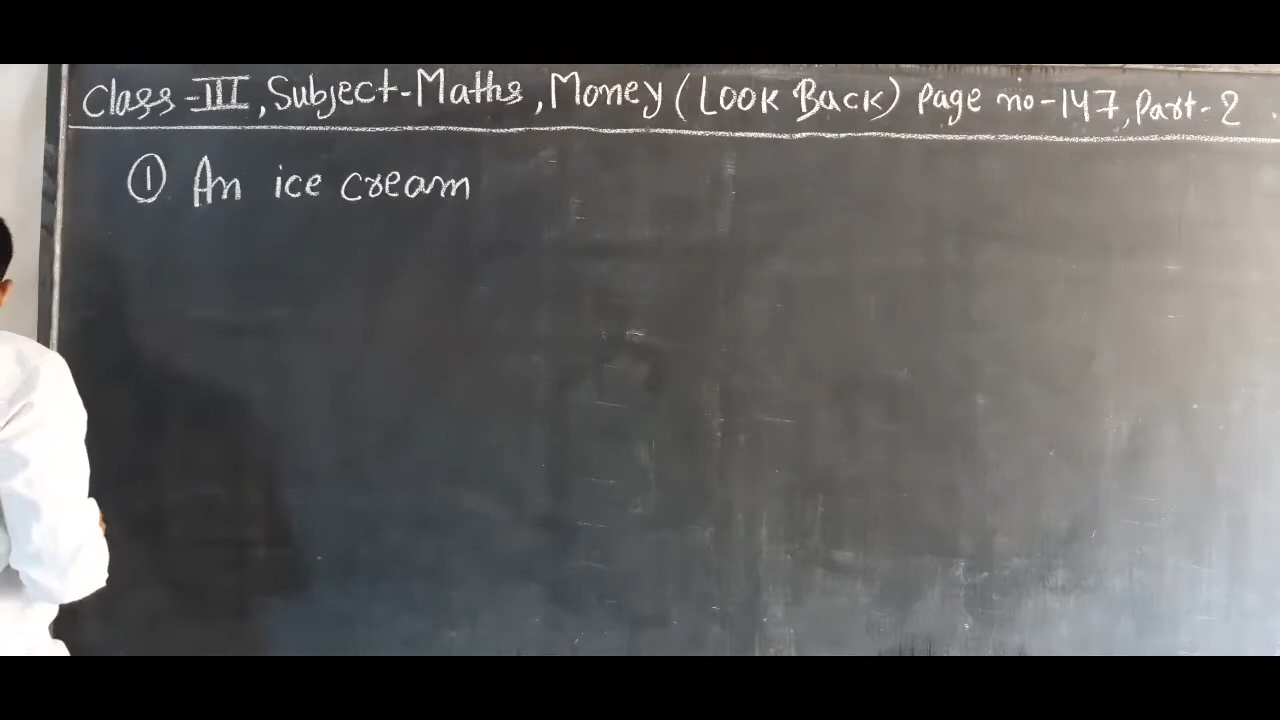 Class-III, Subject-Maths, Money (Look Back) Page no-147, Part-2.
① An ice cream